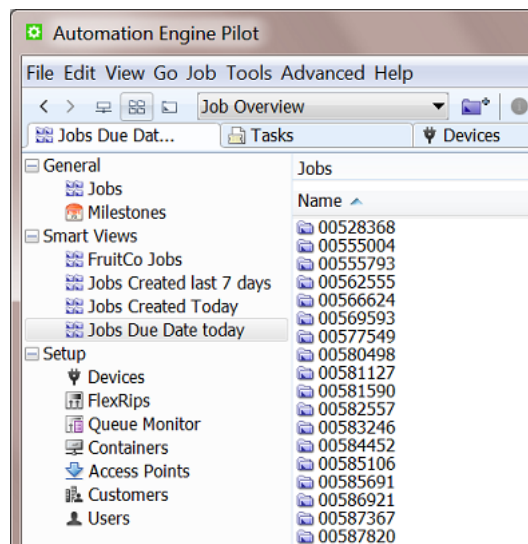 Automation Engine Pilot
File Edit View Go Job Tools Advanced Help
Job Overview
Jobs Due Dat...
Tasks
Devices
General
Jobs
Milestones
Smart Views
FruitCo Jobs
Jobs Created last 7 days
Jobs Created Today
Jobs Due Date today
Setup
Devices
FlexRips
Queue Monitor
Containers
Access Points
Customers
Users
Jobs
Name
00528368
00555004
00555793
00562555
00566624
00569593
00577549
00580498
00581127
00581590
00582557
00583246
00584452
00585106
00585691
00586921
00587367
00587820